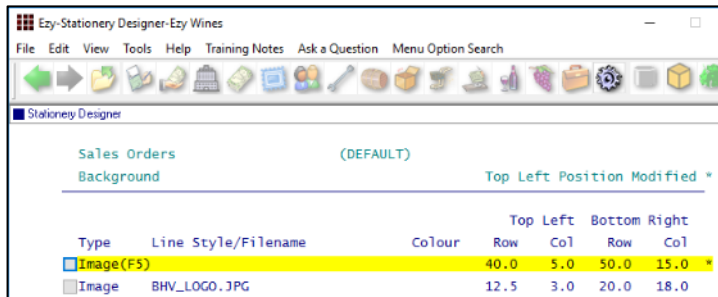 Ezy-Stationery Designer-Ezy Wines
File Edit View Tools Help Training Notes Ask a Question Menu Option Search
Stationery Designer
Sales Orders (DEFAULT)
Background Top Left Position Modified *
Top Left Bottom Right
Type Line Style/Filename Colour Row Col Row Col
Image(F5) 40.0 5.0 50.0 15.0 *
Image BHV_LOGO.JPG 12.5 3.0 20.0 18.0